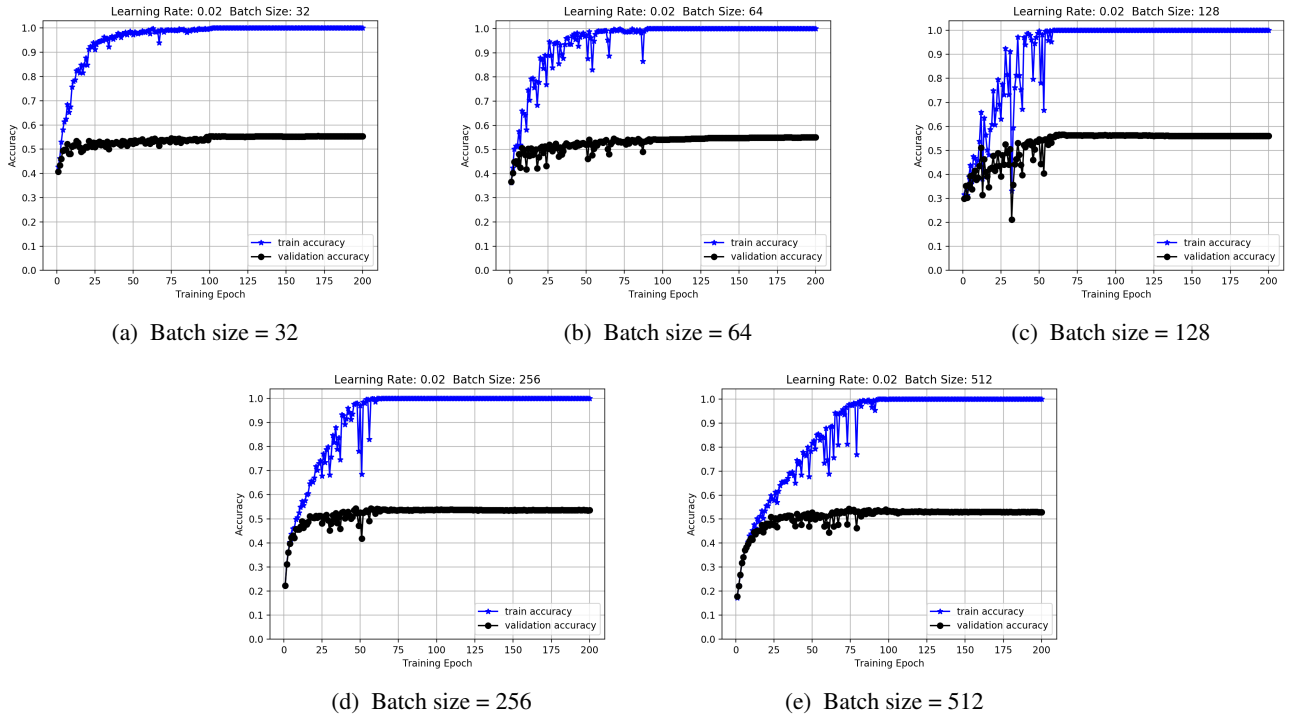 Learning Rate: 0.02 Batch Size: 32
1.0
0.9
0.8
0.7
0.6
0.5
0.4
0.3
0.2
0.1
0.0
Accuracy
train accuracy
validation accuracy
0 25 50 75 100 125 150 175 200
Training Epoch
(a) Batch size = 32
Learning Rate: 0.02 Batch Size: 64
1.0
0.9
0.8
0.7
0.6
0.5
0.4
0.3
0.2
0.1
0.0
Accuracy
train accuracy
validation accuracy
0 25 50 75 100 125 150 175 200
Training Epoch
(b) Batch size = 64
Learning Rate: 0.02 Batch Size: 128
1.0
0.9
0.8
0.7
0.6
0.5
0.4
0.3
0.2
0.1
0.0
Accuracy
train accuracy
validation accuracy
0 25 50 75 100 125 150 175 200
Training Epoch
(c) Batch size = 128
Learning Rate: 0.02 Batch Size: 256
1.0
0.9
0.8
0.7
0.6
0.5
0.4
0.3
0.2
0.1
0.0
Accuracy
train accuracy
validation accuracy
0 25 50 75 100 125 150 175 200
Training Epoch
(d) Batch size = 256
Learning Rate: 0.02 Batch Size: 512
1.0
0.9
0.8
0.7
0.6
0.5
0.4
0.3
0.2
0.1
0.0
Accuracy
train accuracy
validation accuracy
0 25 50 75 100 125 150 175 200
Training Epoch
(e) Batch size = 512